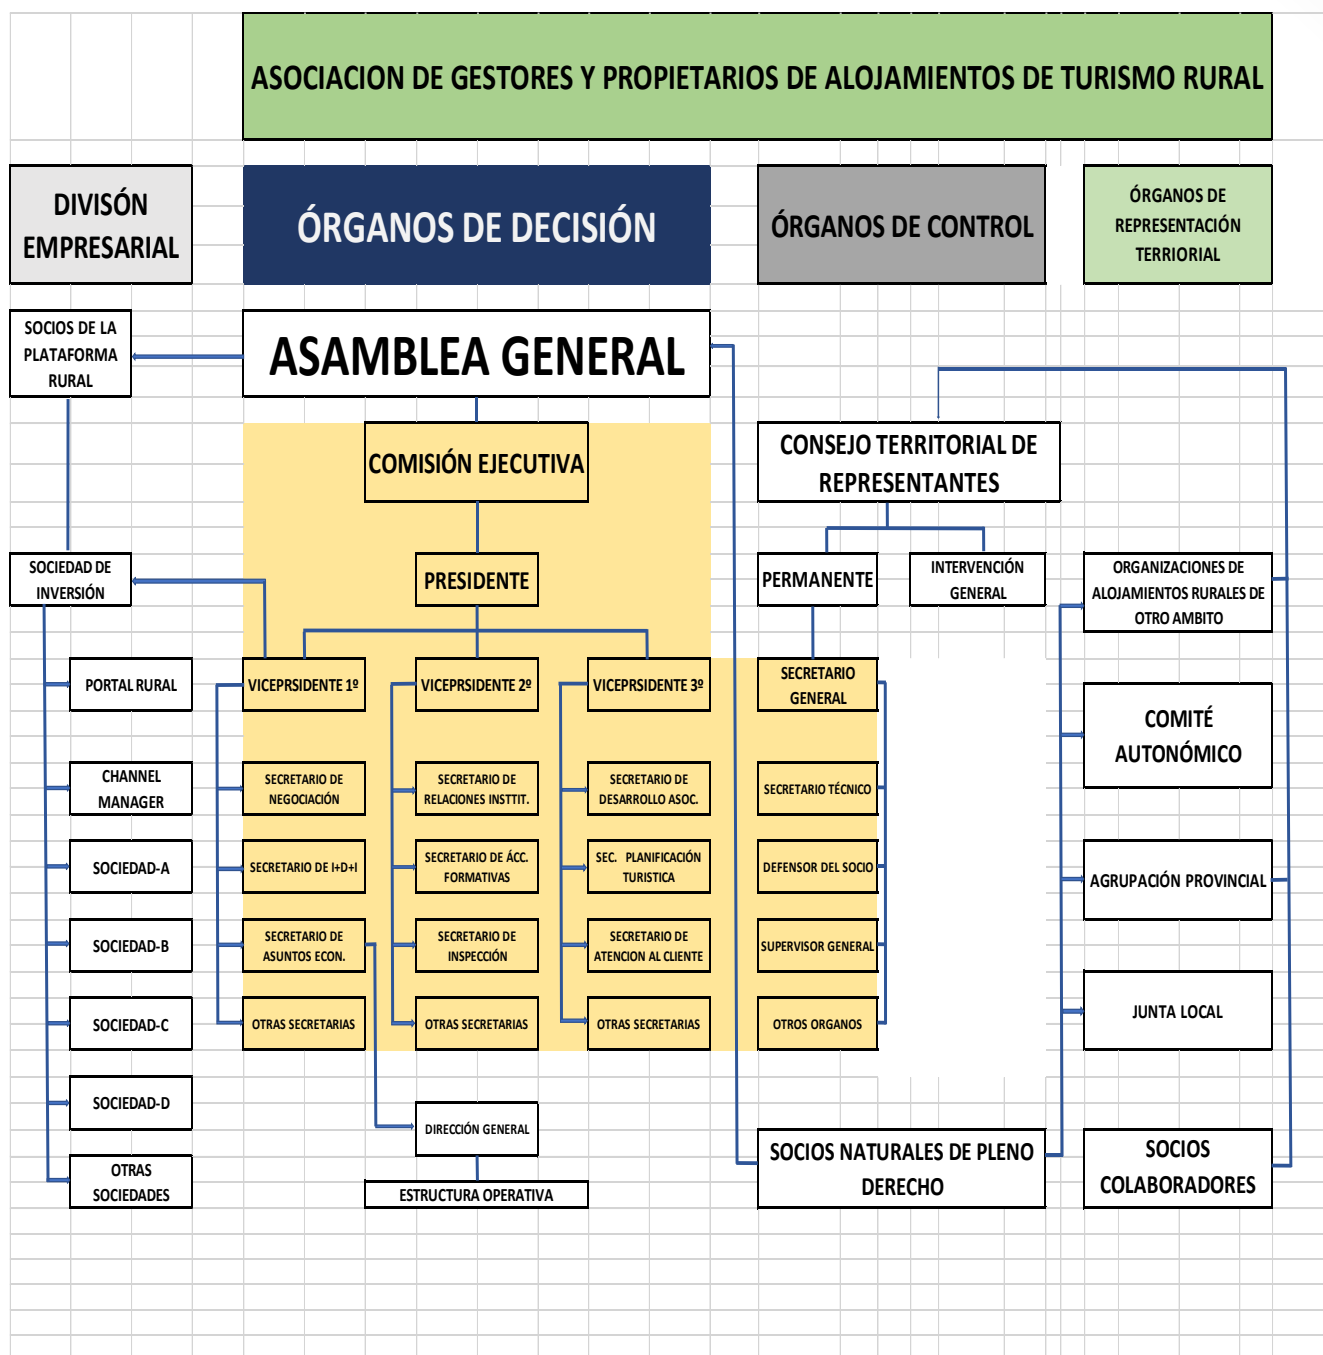 ASOCIACION DE GESTORES Y PROPIETARIOS DE ALOJAMIENTOS DE TURISMO RURAL
DIVISÓN
EMPRESARIAL
ÓRGANOS DE DECISIÓN
ÓRGANOS DE CONTROL
ÓRGANOS DE
REPRESENTACIÓN
TERRIORIAL
SOCIOS DE LA
PLATAFORMA
RURAL
ASAMBLEA GENERAL
COMISIÓN EJECUTIVA
CONSEJO TERRITORIAL DE
REPRESENTANTES
SOCIEDAD DE
INVERSIÓN
PRESIDENTE
PERMANENTE
INTERVENCIÓN
GENERAL
ORGANIZACIONES DE
ALOJAMIENTOS RURALES DE
OTRO AMBITO
PORTAL RURAL
VICEPRSIDENTE 1º
VICEPRSIDENTE 2º
VICEPRSIDENTE 3º
SECRETARIO
GENERAL
COMITÉ
AUTONÓMICO
CHANNEL
MANAGER
SECRETARIO DE
NEGOCIACIÓN
SECRETARIO DE
RELACIONES INSTTIT.
SECRETARIO DE
DESARROLLO ASOC.
SECRETARIO TÉCNICO
SOCIEDAD-A
SECRETARIO DE I+D+I
SECRETARIO DE ÁCC.
FORMATIVAS
SEC. PLANIFICACIÓN
TURISTICA
DEFENSOR DEL SOCIO
AGRUPACIÓN PROVINCIAL
SOCIEDAD-B
SECRETARIO DE
ASUNTOS ECON.
SECRETARIO DE
INSPECCIÓN
SECRETARIO DE
ATENCION AL CLIENTE
SUPERVISOR GENERAL
SOCIEDAD-C
OTRAS SECRETARIAS
OTRAS SECRETARIAS
OTRAS SECRETARIAS
OTROS ORGANOS
JUNTA LOCAL
SOCIEDAD-D
DIRECCIÓN GENERAL
SOCIOS NATURALES DE PLENO
DERECHO
SOCIOS
COLABORADORES
OTRAS
SOCIEDADES
ESTRUCTURA OPERATIVA